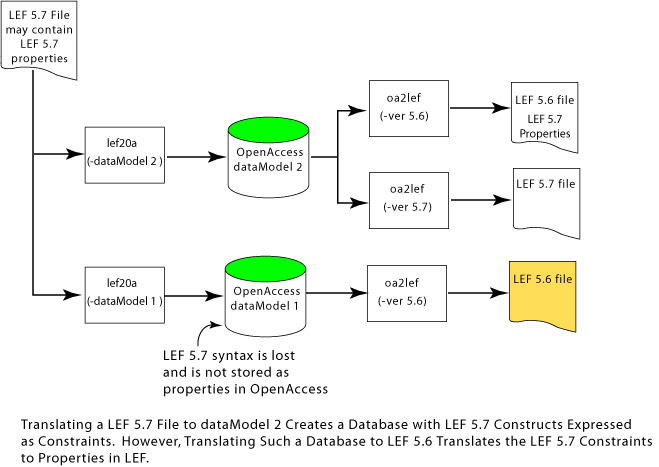 LEF 5.7 File
may contain
LEF 5.7
properties
lef20a
(-dataModel 2 )
OpenAccess
dataModel 2
oa2lef
(-ver 5.6)
LEF 5.6 file
LEF 5.7
Properties
oa2lef
(-ver 5.7)
LEF 5.7 file
lef20a
(-dataModel 1 )
OpenAccess
dataModel 1
oa2lef
(-ver 5.6)
LEF 5.6 file
LEF 5.7 syntax is lost
and is not stored as
properties in OpenAccess
Translating a LEF 5.7 File to dataModel 2 Creates a Database with LEF 5.7 Constructs Expressed
as Constraints. However, Translating Such a Database to LEF 5.6 Translates the LEF 5.7 Constraints
to Properties in LEF.